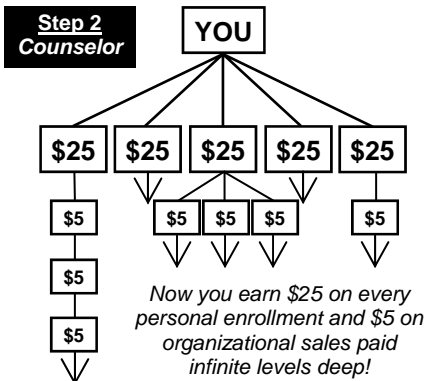 Step 2
Counselor
YOU
$25 $25 $25 $25 $25
$5 $5 $5 $5 $5
$5
$5
Now you earn $25 on every
personal enrollment and $5 on
organizational sales paid
infinite levels deep!